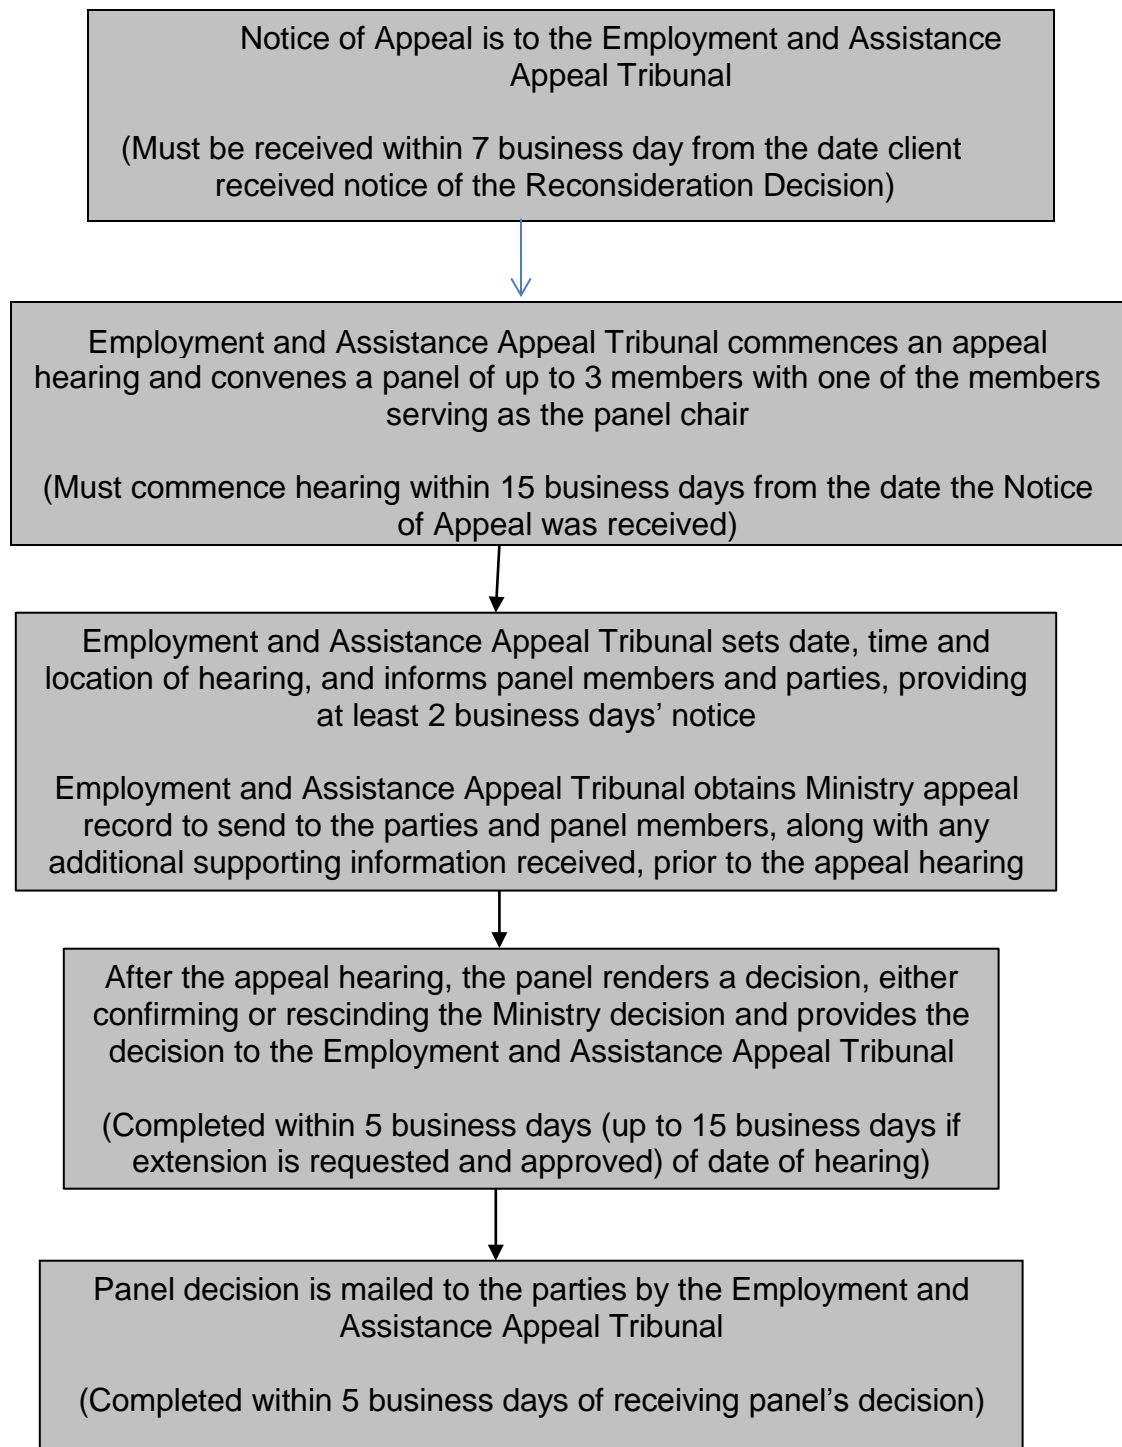 Notice of Appeal is to the Employment and Assistance
Appeal Tribunal
(Must be received within 7 business day from the date client
received notice of the Reconsideration Decision)
Employment and Assistance Appeal Tribunal commences an appeal
hearing and convenes a panel of up to 3 members with one of the members
serving as the panel chair
(Must commence hearing within 15 business days from the date the Notice
of Appeal was received)
Employment and Assistance Appeal Tribunal sets date, time and
location of hearing, and informs panel members and parties, providing
at least 2 business days’ notice
Employment and Assistance Appeal Tribunal obtains Ministry appeal
record to send to the parties and panel members, along with any
additional supporting information received, prior to the appeal hearing
After the appeal hearing, the panel renders a decision, either
confirming or rescinding the Ministry decision and provides the
decision to the Employment and Assistance Appeal Tribunal
(Completed within 5 business days (up to 15 business days if
extension is requested and approved) of date of hearing)
Panel decision is mailed to the parties by the Employment and
Assistance Appeal Tribunal
(Completed within 5 business days of receiving panel’s decision)